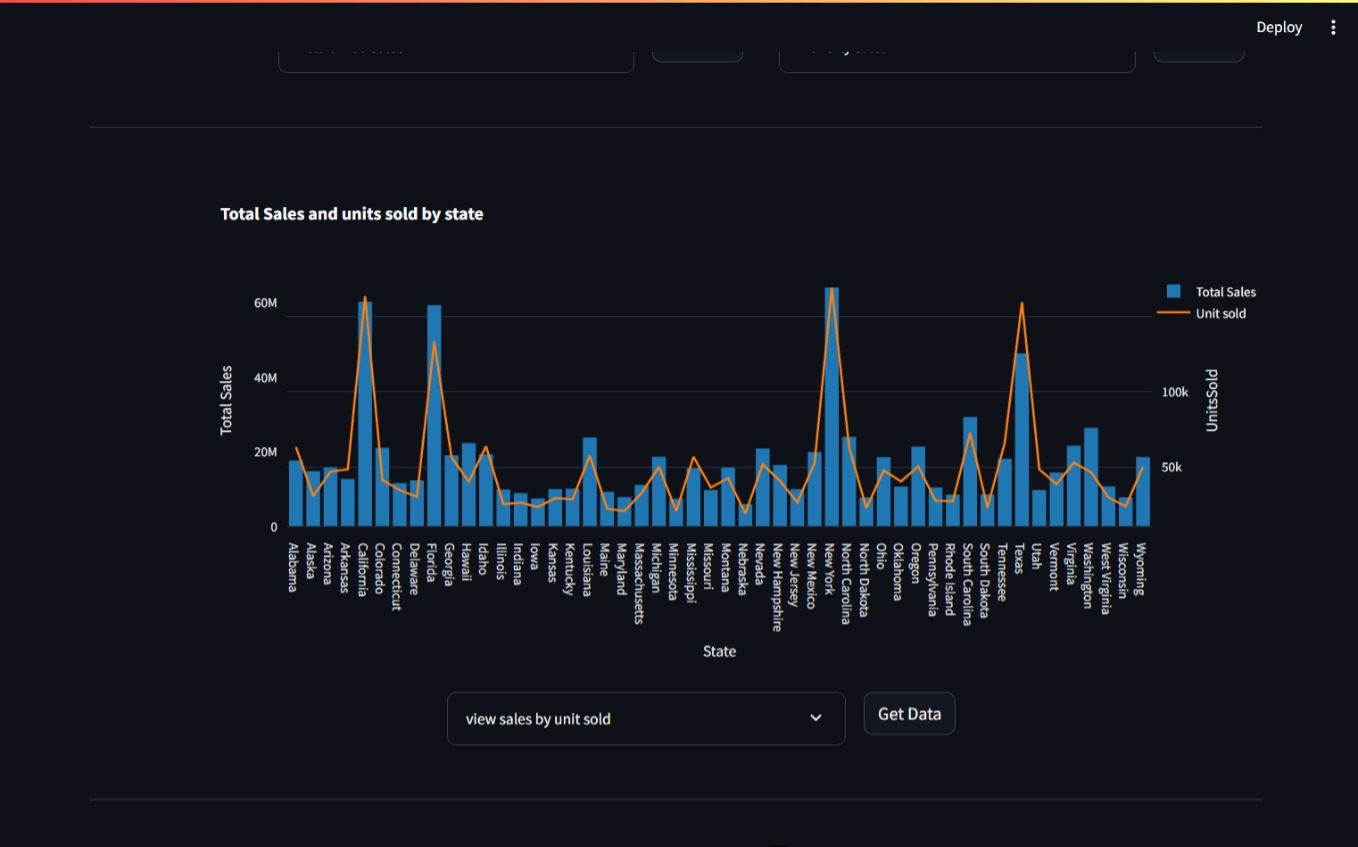 Deploy
Total Sales and units sold by state
Total Sales
Unit sold
60M
40M
20M
0
Total Sales
100k
50k
UnitsSold
Alabama
Alaska
Arizona
Arkansas
California
Colorado
Connecticut
Delaware
Florida
Georgia
Hawaii
Idaho
Illinois
Indiana
Iowa
Kansas
Kentucky
Louisiana
Maine
Maryland
Massachusetts
Michigan
Minnesota
Mississippi
Missouri
Montana
Nebraska
Nevada
New Hampshire
New Jersey
New Mexico
New York
North Carolina
North Dakota
Ohio
Oklahoma
Oregon
Pennsylvania
Rhode Island
South Carolina
South Dakota
Tennessee
Texas
Utah
Vermont
Virginia
Washington
West Virginia
Wisconsin
Wyoming
State
view sales by unit sold
Get Data